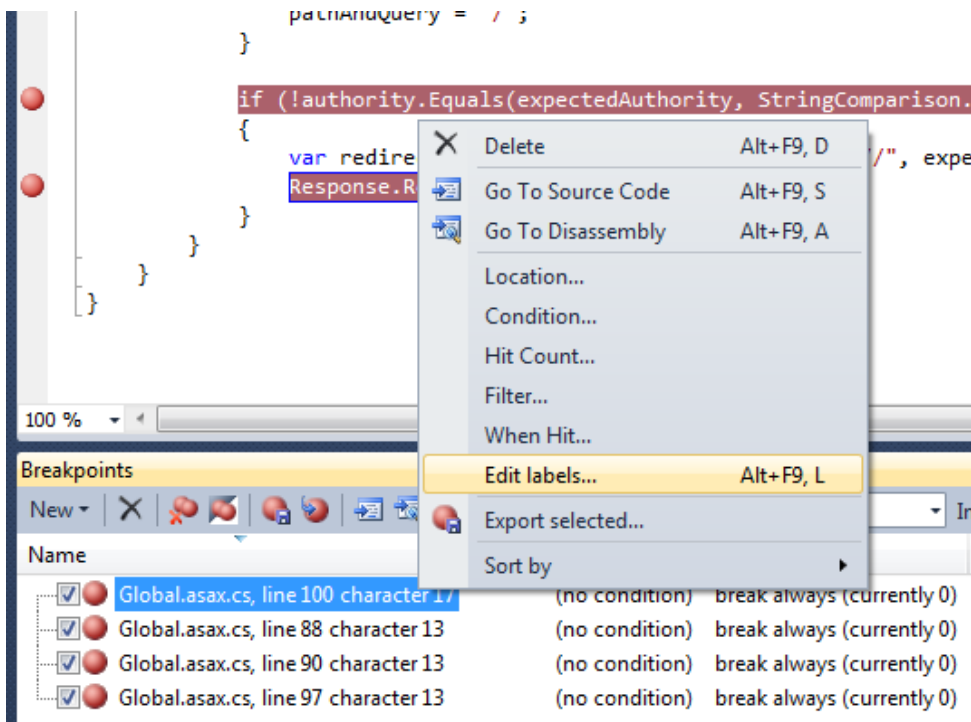 pathAndQuery = "/";
}
if (!authority.Equals(expectedAuthority, StringComparison.
{
var redire /", expe
Response.R
}
}
}
}
Delete Alt+F9, D
Go To Source Code Alt+F9, S
Go To Disassembly Alt+F9, A
Location...
Condition...
Hit Count...
Filter...
When Hit...
Edit labels... Alt+F9, L
Export selected...
Sort by
100 %
Breakpoints
New In
Name
Global.asax.cs, line 100 character 17 (no condition) break always (currently 0)
Global.asax.cs, line 88 character 13 (no condition) break always (currently 0)
Global.asax.cs, line 90 character 13 (no condition) break always (currently 0)
Global.asax.cs, line 97 character 13 (no condition) break always (currently 0)